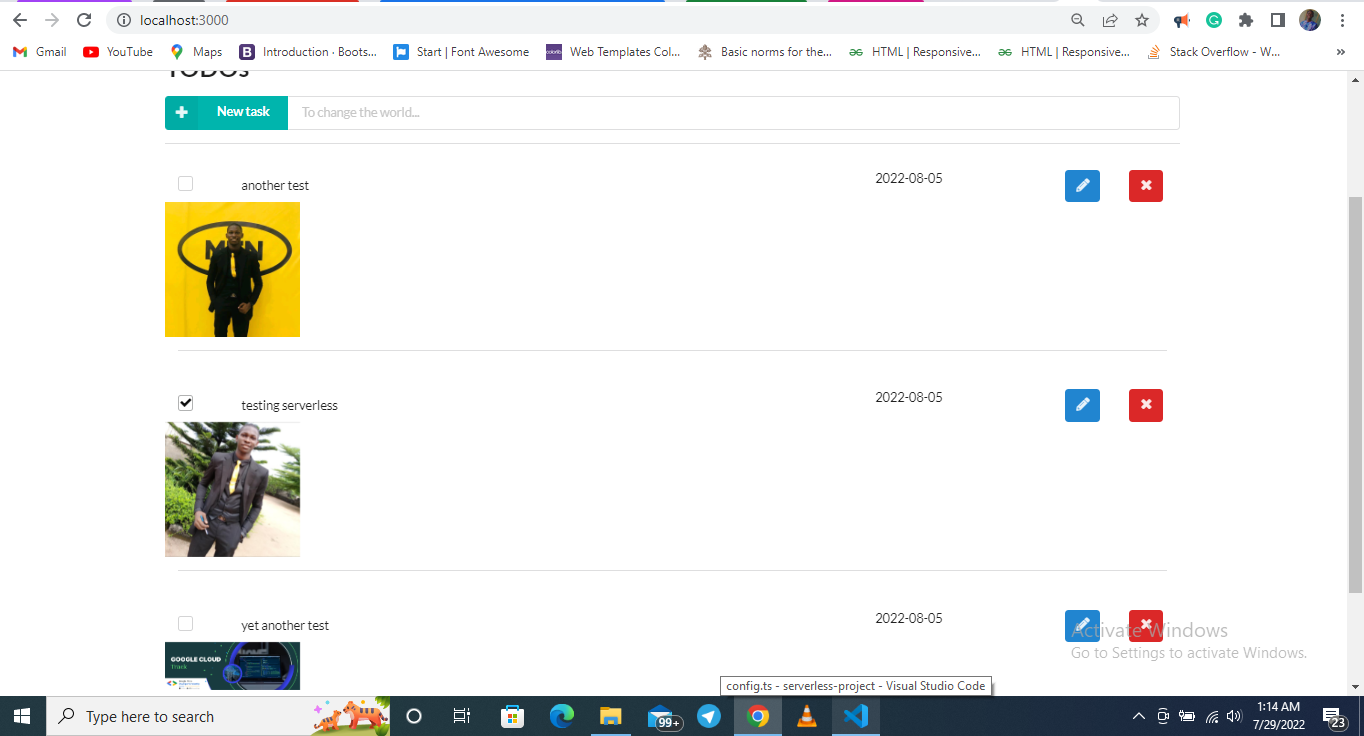 localhost:3000
Gmail YouTube Maps Introduction · Boots... Start | Font Awesome Web Templates Col... Basic norms for the... HTML | Responsive... HTML | Responsive... Stack Overflow - W... »
TODOs
New task To change the world...
another test 2022-08-05
testing serverless 2022-08-05
yet another test 2022-08-05
GOOGLE CLOUD
Track
Activate Windows
Go to Settings to activate Windows.
config.ts - serverless-project - Visual Studio Code
Type here to search
99+
1:14 AM
7/29/2022
23